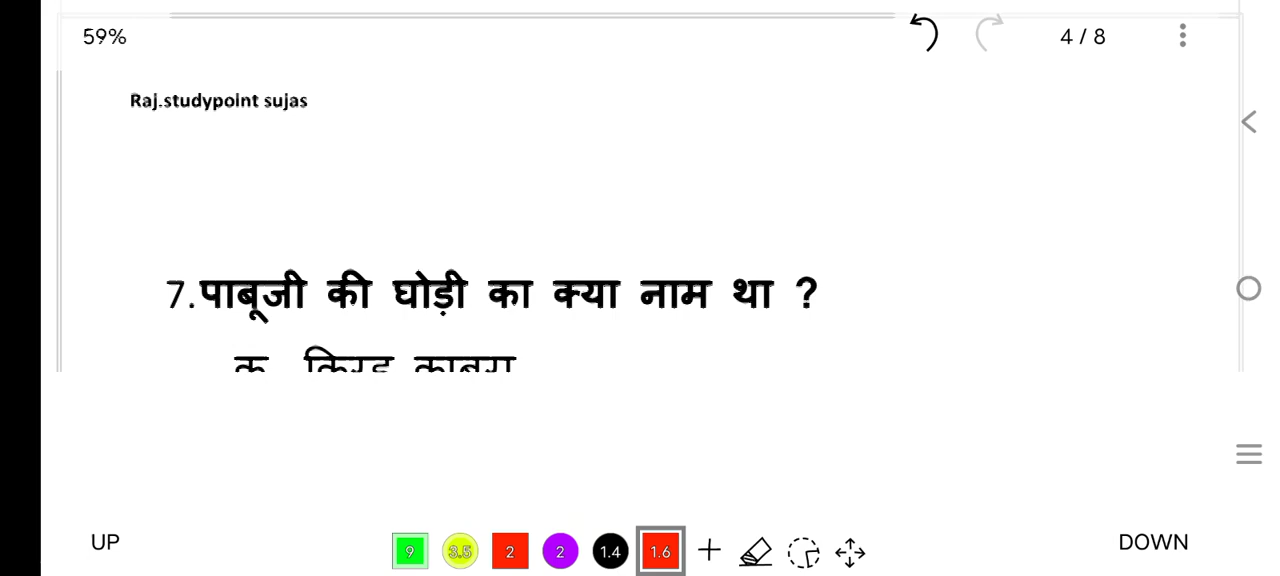 59%
4 / 8
Raj.studypoint sujas
7.पाबूजी की घोड़ी का क्या नाम था ?
क
UP
9 3.5 2 2 1.4 1.6
DOWN